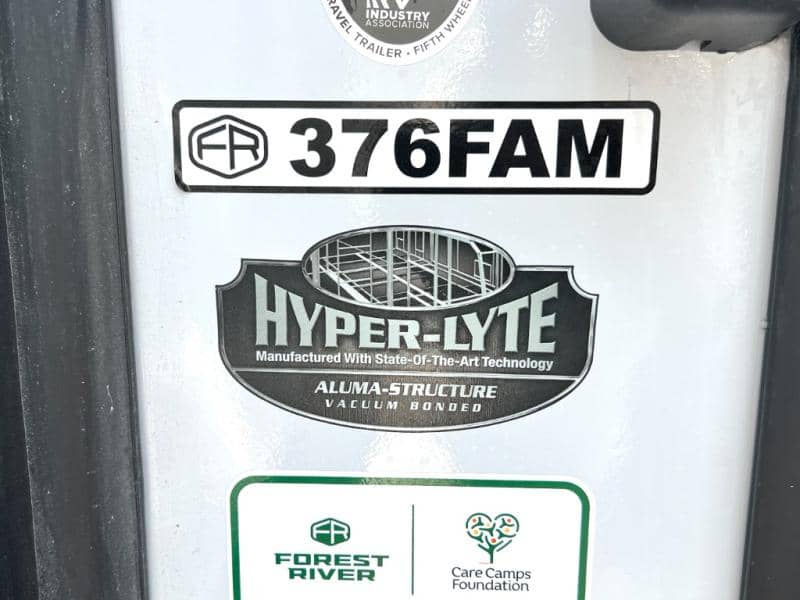 RV INDUSTRY
ASSOCIATION
TRAVEL TRAILER • FIFTH WHEEL
FR 376FAM
HYPER-LYTE
Manufactured With State-Of-The-Art Technology
ALUMA-STRUCTURE
VACUUM BONDED
FR
FOREST
RIVER
Care Camps
Foundation